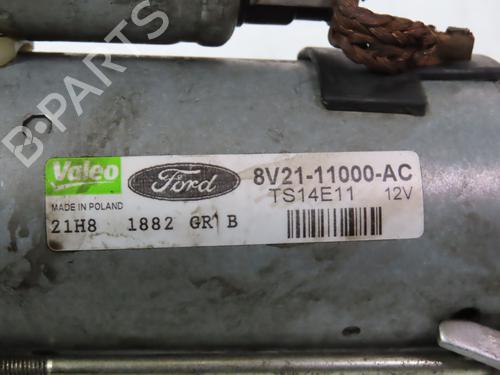 B-PARTS
Valeo
Ford
8V21-11000-AC
TS14E11 12V
MADE IN POLAND
21H8 1882 GR B